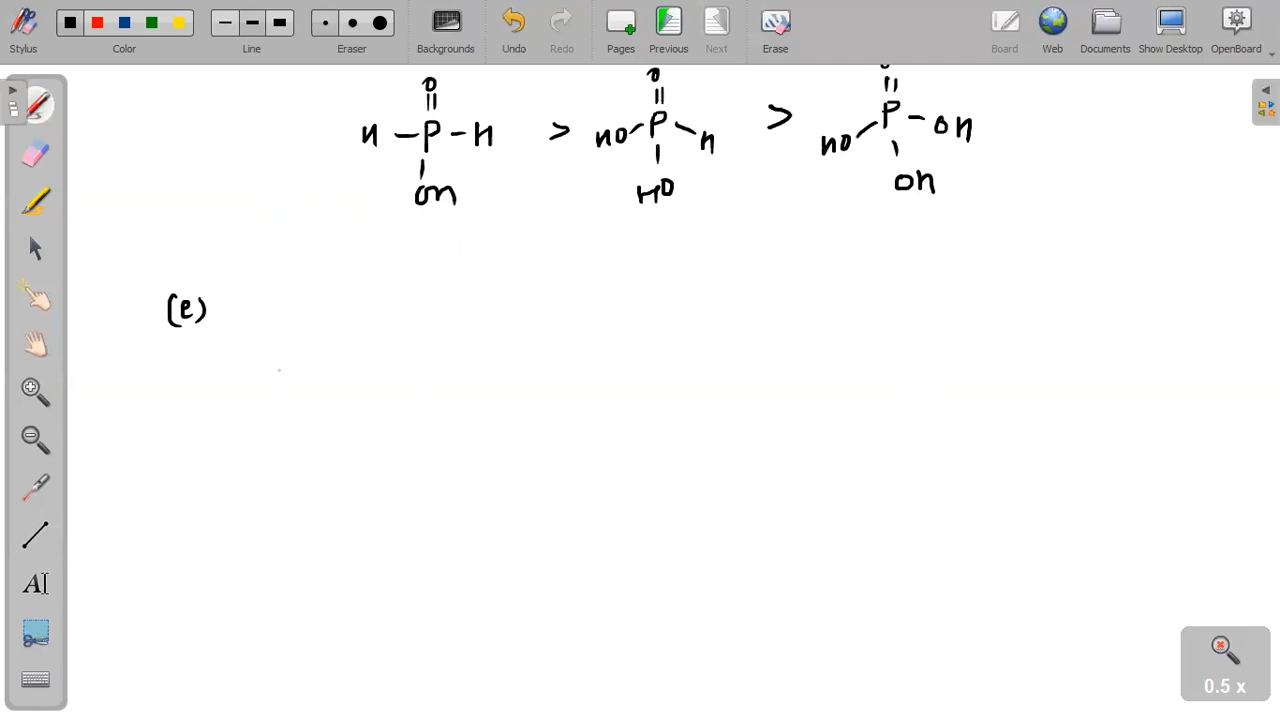 Stylus Color Line Eraser Backgrounds Undo Redo Pages Previous Next Erase Board Web Documents Show Desktop OpenBoard
O O O
H - P - H > HO P H > HO P - OH
OH HO OH
(e)
0.5 x